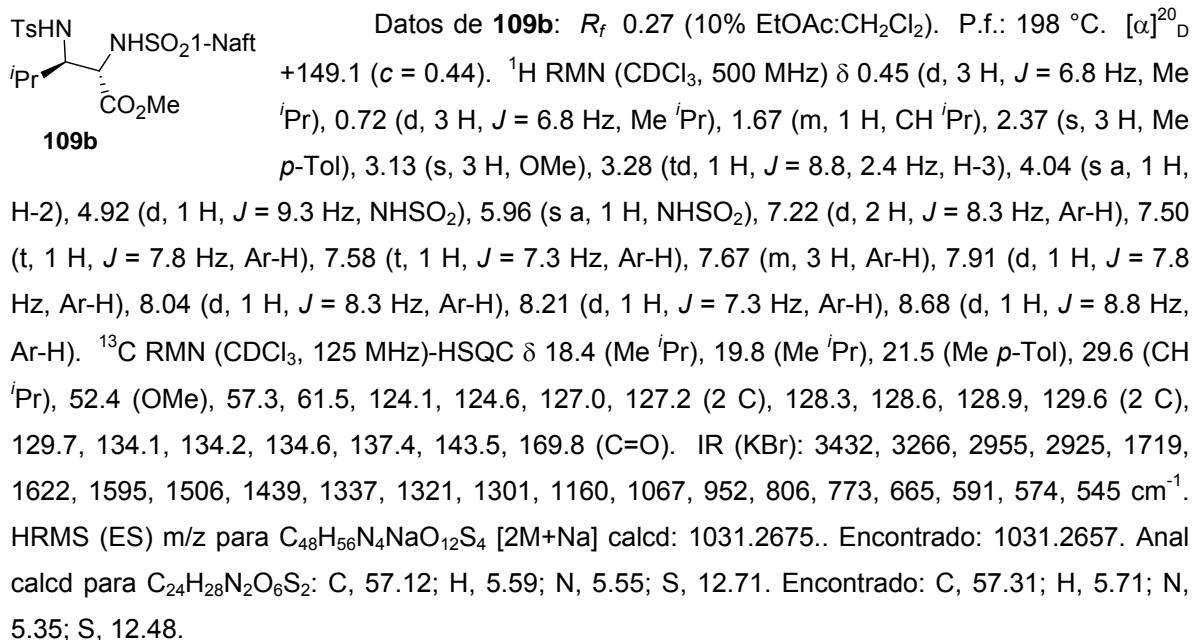 TsHN
NHSO₂1-Naft
ⁱPr
CO₂Me
109b
Datos de 109b: R_f 0.27 (10% EtOAc:CH₂Cl₂). P.f.: 198 °C. [α]²⁰_D
+149.1 (c = 0.44). ¹H RMN (CDCl₃, 500 MHz) δ 0.45 (d, 3 H, J = 6.8 Hz, Me
ⁱPr), 0.72 (d, 3 H, J = 6.8 Hz, Me ⁱPr), 1.67 (m, 1 H, CH ⁱPr), 2.37 (s, 3 H, Me
p-Tol), 3.13 (s, 3 H, OMe), 3.28 (td, 1 H, J = 8.8, 2.4 Hz, H-3), 4.04 (s a, 1 H,
H-2), 4.92 (d, 1 H, J = 9.3 Hz, NHSO₂), 5.96 (s a, 1 H, NHSO₂), 7.22 (d, 2 H, J = 8.3 Hz, Ar-H), 7.50
(t, 1 H, J = 7.8 Hz, Ar-H), 7.58 (t, 1 H, J = 7.3 Hz, Ar-H), 7.67 (m, 3 H, Ar-H), 7.91 (d, 1 H, J = 7.8
Hz, Ar-H), 8.04 (d, 1 H, J = 8.3 Hz, Ar-H), 8.21 (d, 1 H, J = 7.3 Hz, Ar-H), 8.68 (d, 1 H, J = 8.8 Hz,
Ar-H). ¹³C RMN (CDCl₃, 125 MHz)-HSQC δ 18.4 (Me ⁱPr), 19.8 (Me ⁱPr), 21.5 (Me p-Tol), 29.6 (CH
ⁱPr), 52.4 (OMe), 57.3, 61.5, 124.1, 124.6, 127.0, 127.2 (2 C), 128.3, 128.6, 128.9, 129.6 (2 C),
129.7, 134.1, 134.2, 134.6, 137.4, 143.5, 169.8 (C=O). IR (KBr): 3432, 3266, 2955, 2925, 1719,
1622, 1595, 1506, 1439, 1337, 1321, 1301, 1160, 1067, 952, 806, 773, 665, 591, 574, 545 cm⁻¹.
HRMS (ES) m/z para C₄₈H₅₆N₄NaO₁₂S₄ [2M+Na] calcd: 1031.2675.. Encontrado: 1031.2657. Anal
calcd para C₂₄H₂₈N₂O₆S₂: C, 57.12; H, 5.59; N, 5.55; S, 12.71. Encontrado: C, 57.31; H, 5.71; N,
5.35; S, 12.48.